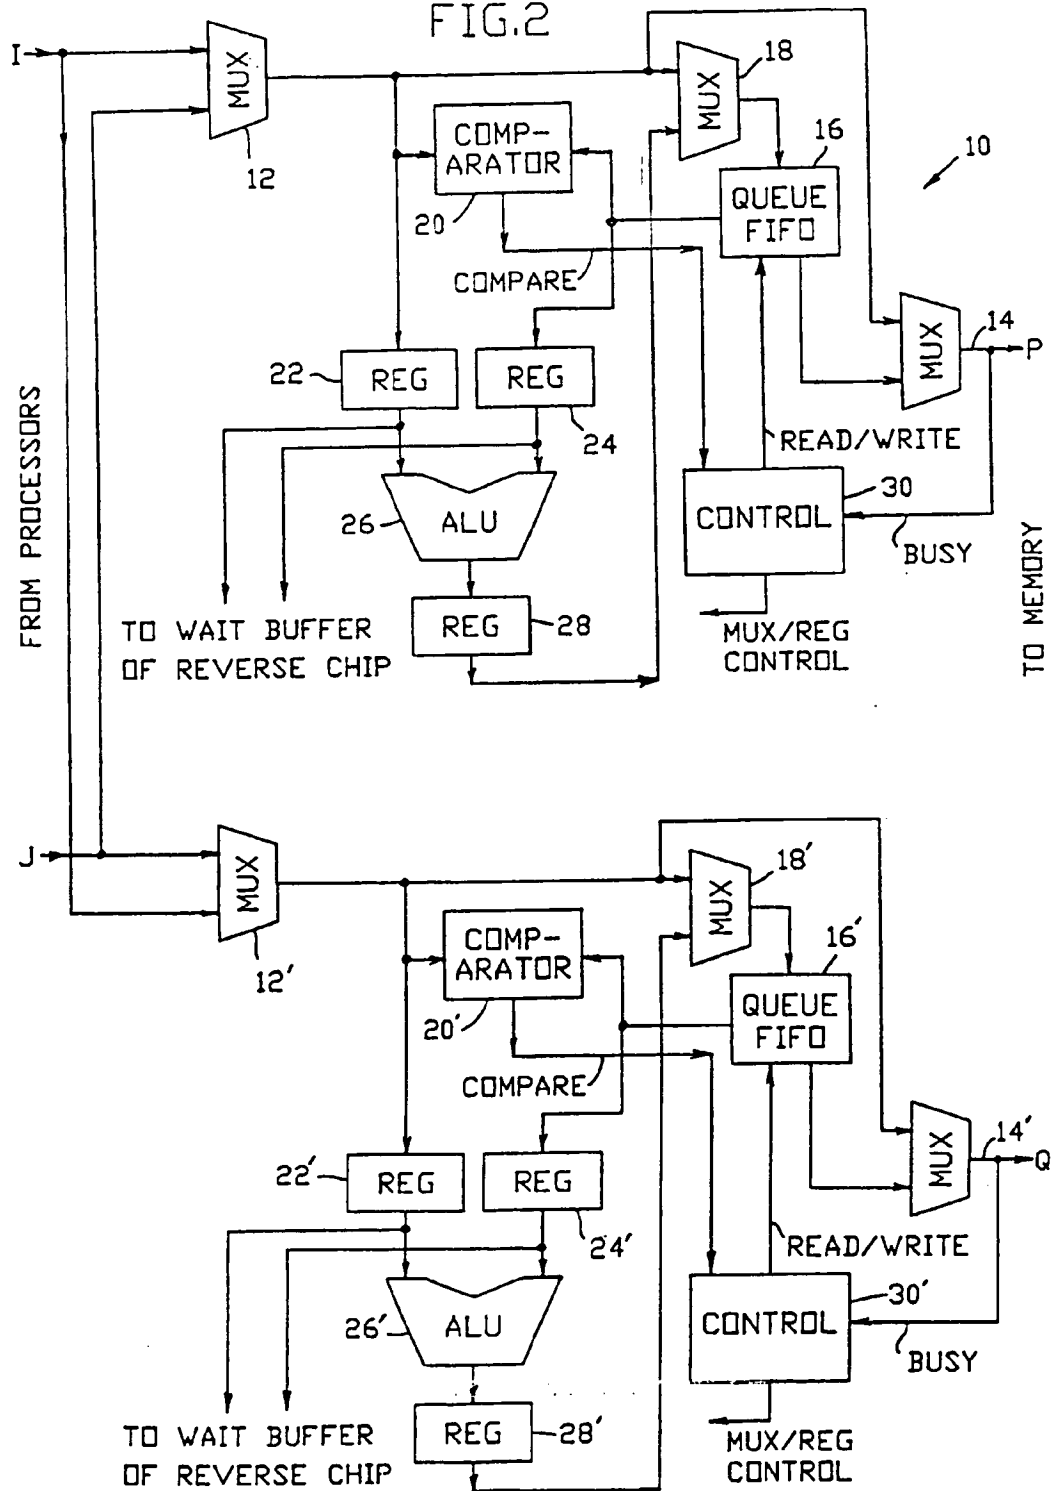 FIG.2
I
MUX
12
COMP-
ARATOR
20
MUX
18
16
QUEUE
FIFO
10
COMPARE
22
REG
REG
24
MUX
14
P
READ/WRITE
26
ALU
CONTROL
30
BUSY
FROM PROCESSORS
TO MEMORY
TO WAIT BUFFER
OF REVERSE CHIP
REG
28
MUX/REG
CONTROL
J
MUX
12'
COMP-
ARATOR
20'
MUX
18'
16'
QUEUE
FIFO
COMPARE
22'
REG
REG
24'
MUX
14'
Q
READ/WRITE
26'
ALU
CONTROL
30'
BUSY
TO WAIT BUFFER
OF REVERSE CHIP
REG
28'
MUX/REG
CONTROL